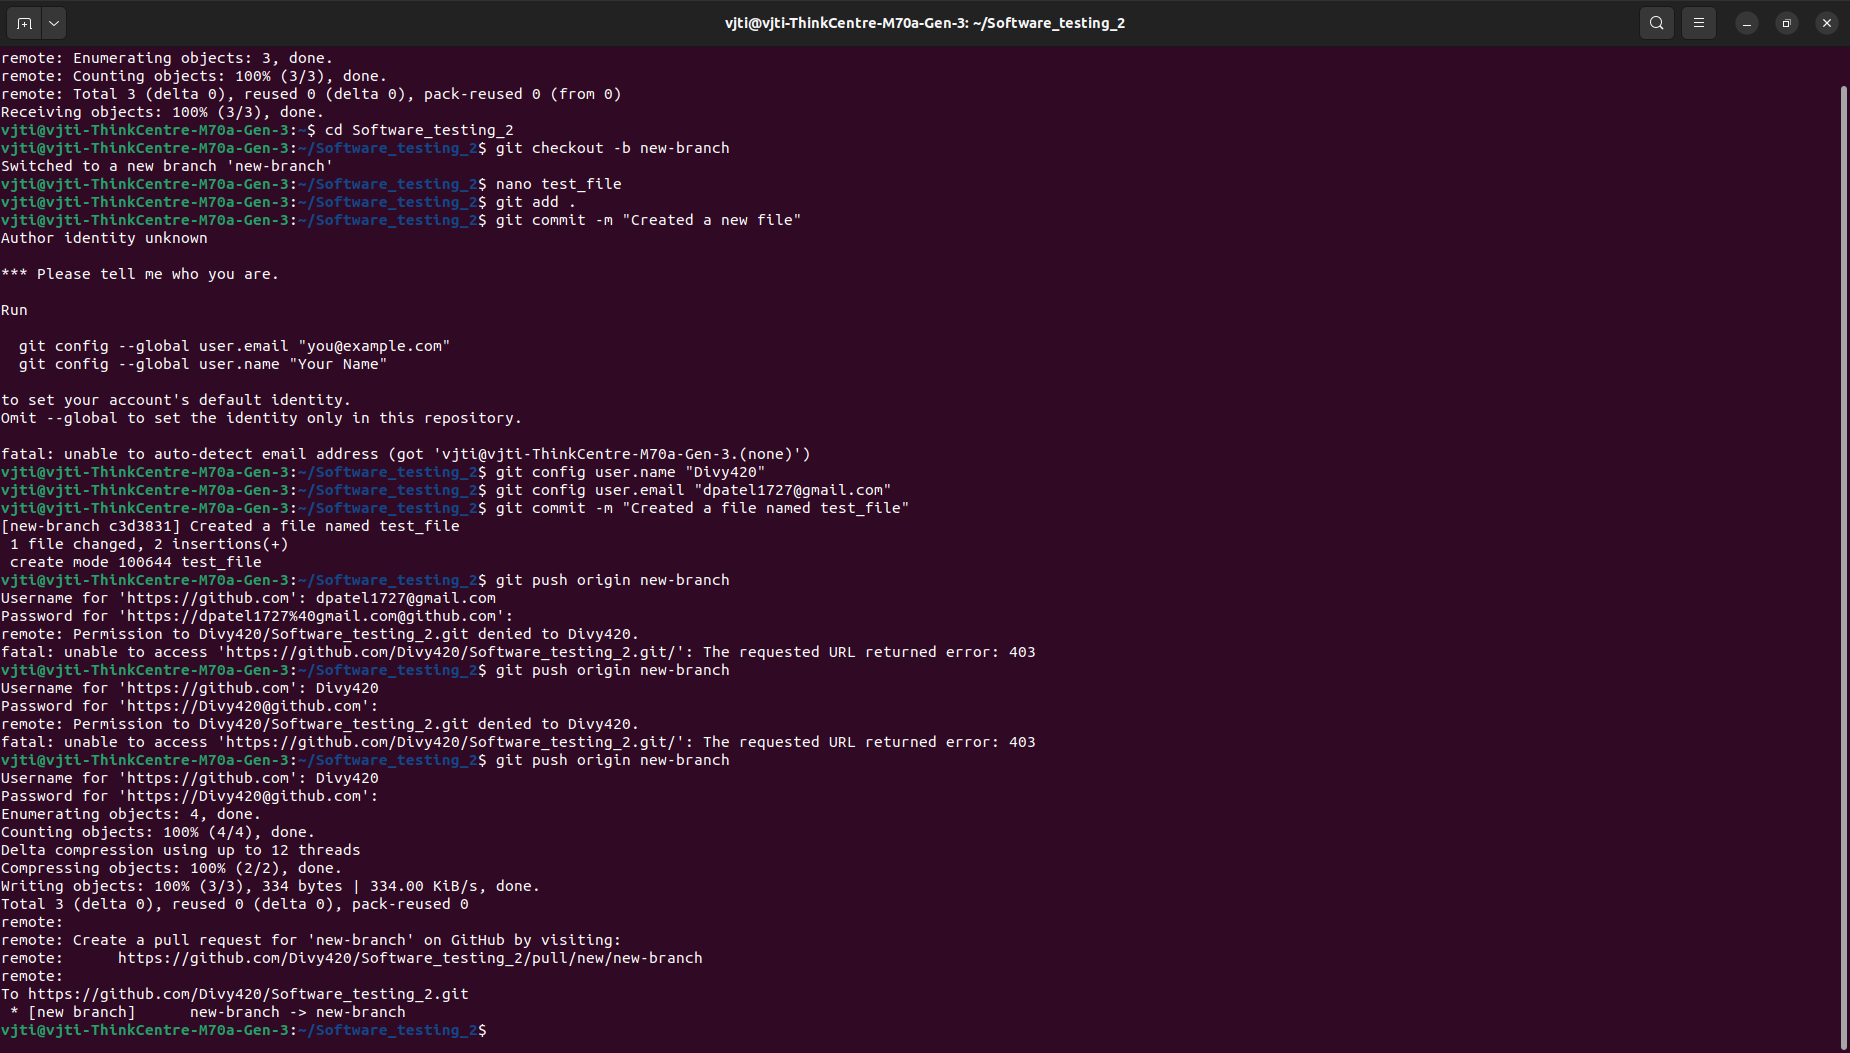 vjti@vjti-ThinkCentre-M70a-Gen-3: ~/Software_testing_2
remote: Enumerating objects: 3, done.
remote: Counting objects: 100% (3/3), done.
remote: Total 3 (delta 0), reused 0 (delta 0), pack-reused 0 (from 0)
Receiving objects: 100% (3/3), done.
vjti@vjti-ThinkCentre-M70a-Gen-3:~$ cd Software_testing_2
vjti@vjti-ThinkCentre-M70a-Gen-3:~/Software_testing_2$ git checkout -b new-branch
Switched to a new branch 'new-branch'
vjti@vjti-ThinkCentre-M70a-Gen-3:~/Software_testing_2$ nano test_file
vjti@vjti-ThinkCentre-M70a-Gen-3:~/Software_testing_2$ git add .
vjti@vjti-ThinkCentre-M70a-Gen-3:~/Software_testing_2$ git commit -m "Created a new file"
Author identity unknown
*** Please tell me who you are.
Run
  git config --global user.email "you@example.com"
  git config --global user.name "Your Name"
to set your account's default identity.
Omit --global to set the identity only in this repository.
fatal: unable to auto-detect email address (got 'vjti@vjti-ThinkCentre-M70a-Gen-3.(none)')
vjti@vjti-ThinkCentre-M70a-Gen-3:~/Software_testing_2$ git config user.name "Divy420"
vjti@vjti-ThinkCentre-M70a-Gen-3:~/Software_testing_2$ git config user.email "dpatel1727@gmail.com"
vjti@vjti-ThinkCentre-M70a-Gen-3:~/Software_testing_2$ git commit -m "Created a file named test_file"
[new-branch c3d3831] Created a file named test_file
 1 file changed, 2 insertions(+)
 create mode 100644 test_file
vjti@vjti-ThinkCentre-M70a-Gen-3:~/Software_testing_2$ git push origin new-branch
Username for 'https://github.com': dpatel1727@gmail.com
Password for 'https://dpatel1727%40gmail.com@github.com':
remote: Permission to Divy420/Software_testing_2.git denied to Divy420.
fatal: unable to access 'https://github.com/Divy420/Software_testing_2.git/': The requested URL returned error: 403
vjti@vjti-ThinkCentre-M70a-Gen-3:~/Software_testing_2$ git push origin new-branch
Username for 'https://github.com': Divy420
Password for 'https://Divy420@github.com':
remote: Permission to Divy420/Software_testing_2.git denied to Divy420.
fatal: unable to access 'https://github.com/Divy420/Software_testing_2.git/': The requested URL returned error: 403
vjti@vjti-ThinkCentre-M70a-Gen-3:~/Software_testing_2$ git push origin new-branch
Username for 'https://github.com': Divy420
Password for 'https://Divy420@github.com':
Enumerating objects: 4, done.
Counting objects: 100% (4/4), done.
Delta compression using up to 12 threads
Compressing objects: 100% (2/2), done.
Writing objects: 100% (3/3), 334 bytes | 334.00 KiB/s, done.
Total 3 (delta 0), reused 0 (delta 0), pack-reused 0
remote:
remote: Create a pull request for 'new-branch' on GitHub by visiting:
remote:      https://github.com/Divy420/Software_testing_2/pull/new/new-branch
remote:
To https://github.com/Divy420/Software_testing_2.git
 * [new branch]      new-branch -> new-branch
vjti@vjti-ThinkCentre-M70a-Gen-3:~/Software_testing_2$